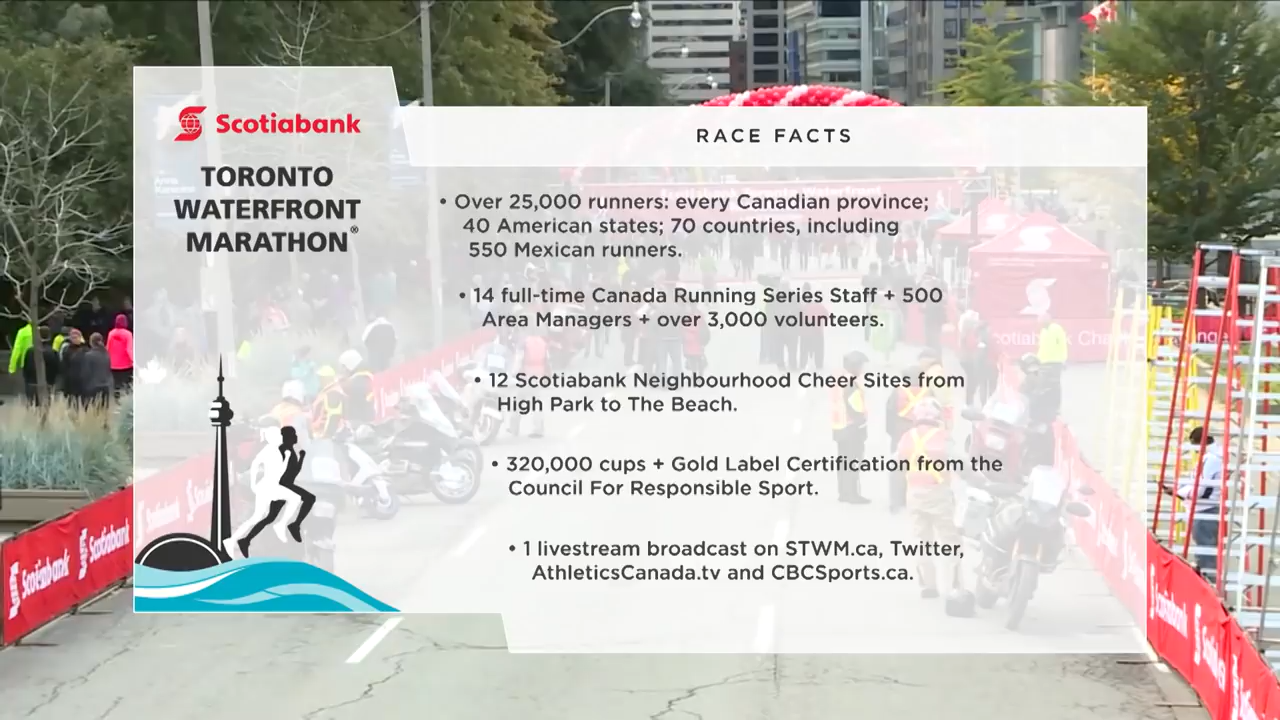 Scotiabank
TORONTO
WATERFRONT
MARATHON®
RACE FACTS
• Over 25,000 runners: every Canadian province;
40 American states; 70 countries, including
550 Mexican runners.
• 14 full-time Canada Running Series Staff + 500
Area Managers + over 3,000 volunteers.
• 12 Scotiabank Neighbourhood Cheer Sites from
High Park to The Beach.
• 320,000 cups + Gold Label Certification from the
Council For Responsible Sport.
• 1 livestream broadcast on STWM.ca, Twitter,
AthleticsCanada.tv and CBCSports.ca.
Scotiabank
Scotiabank
Scotiabank